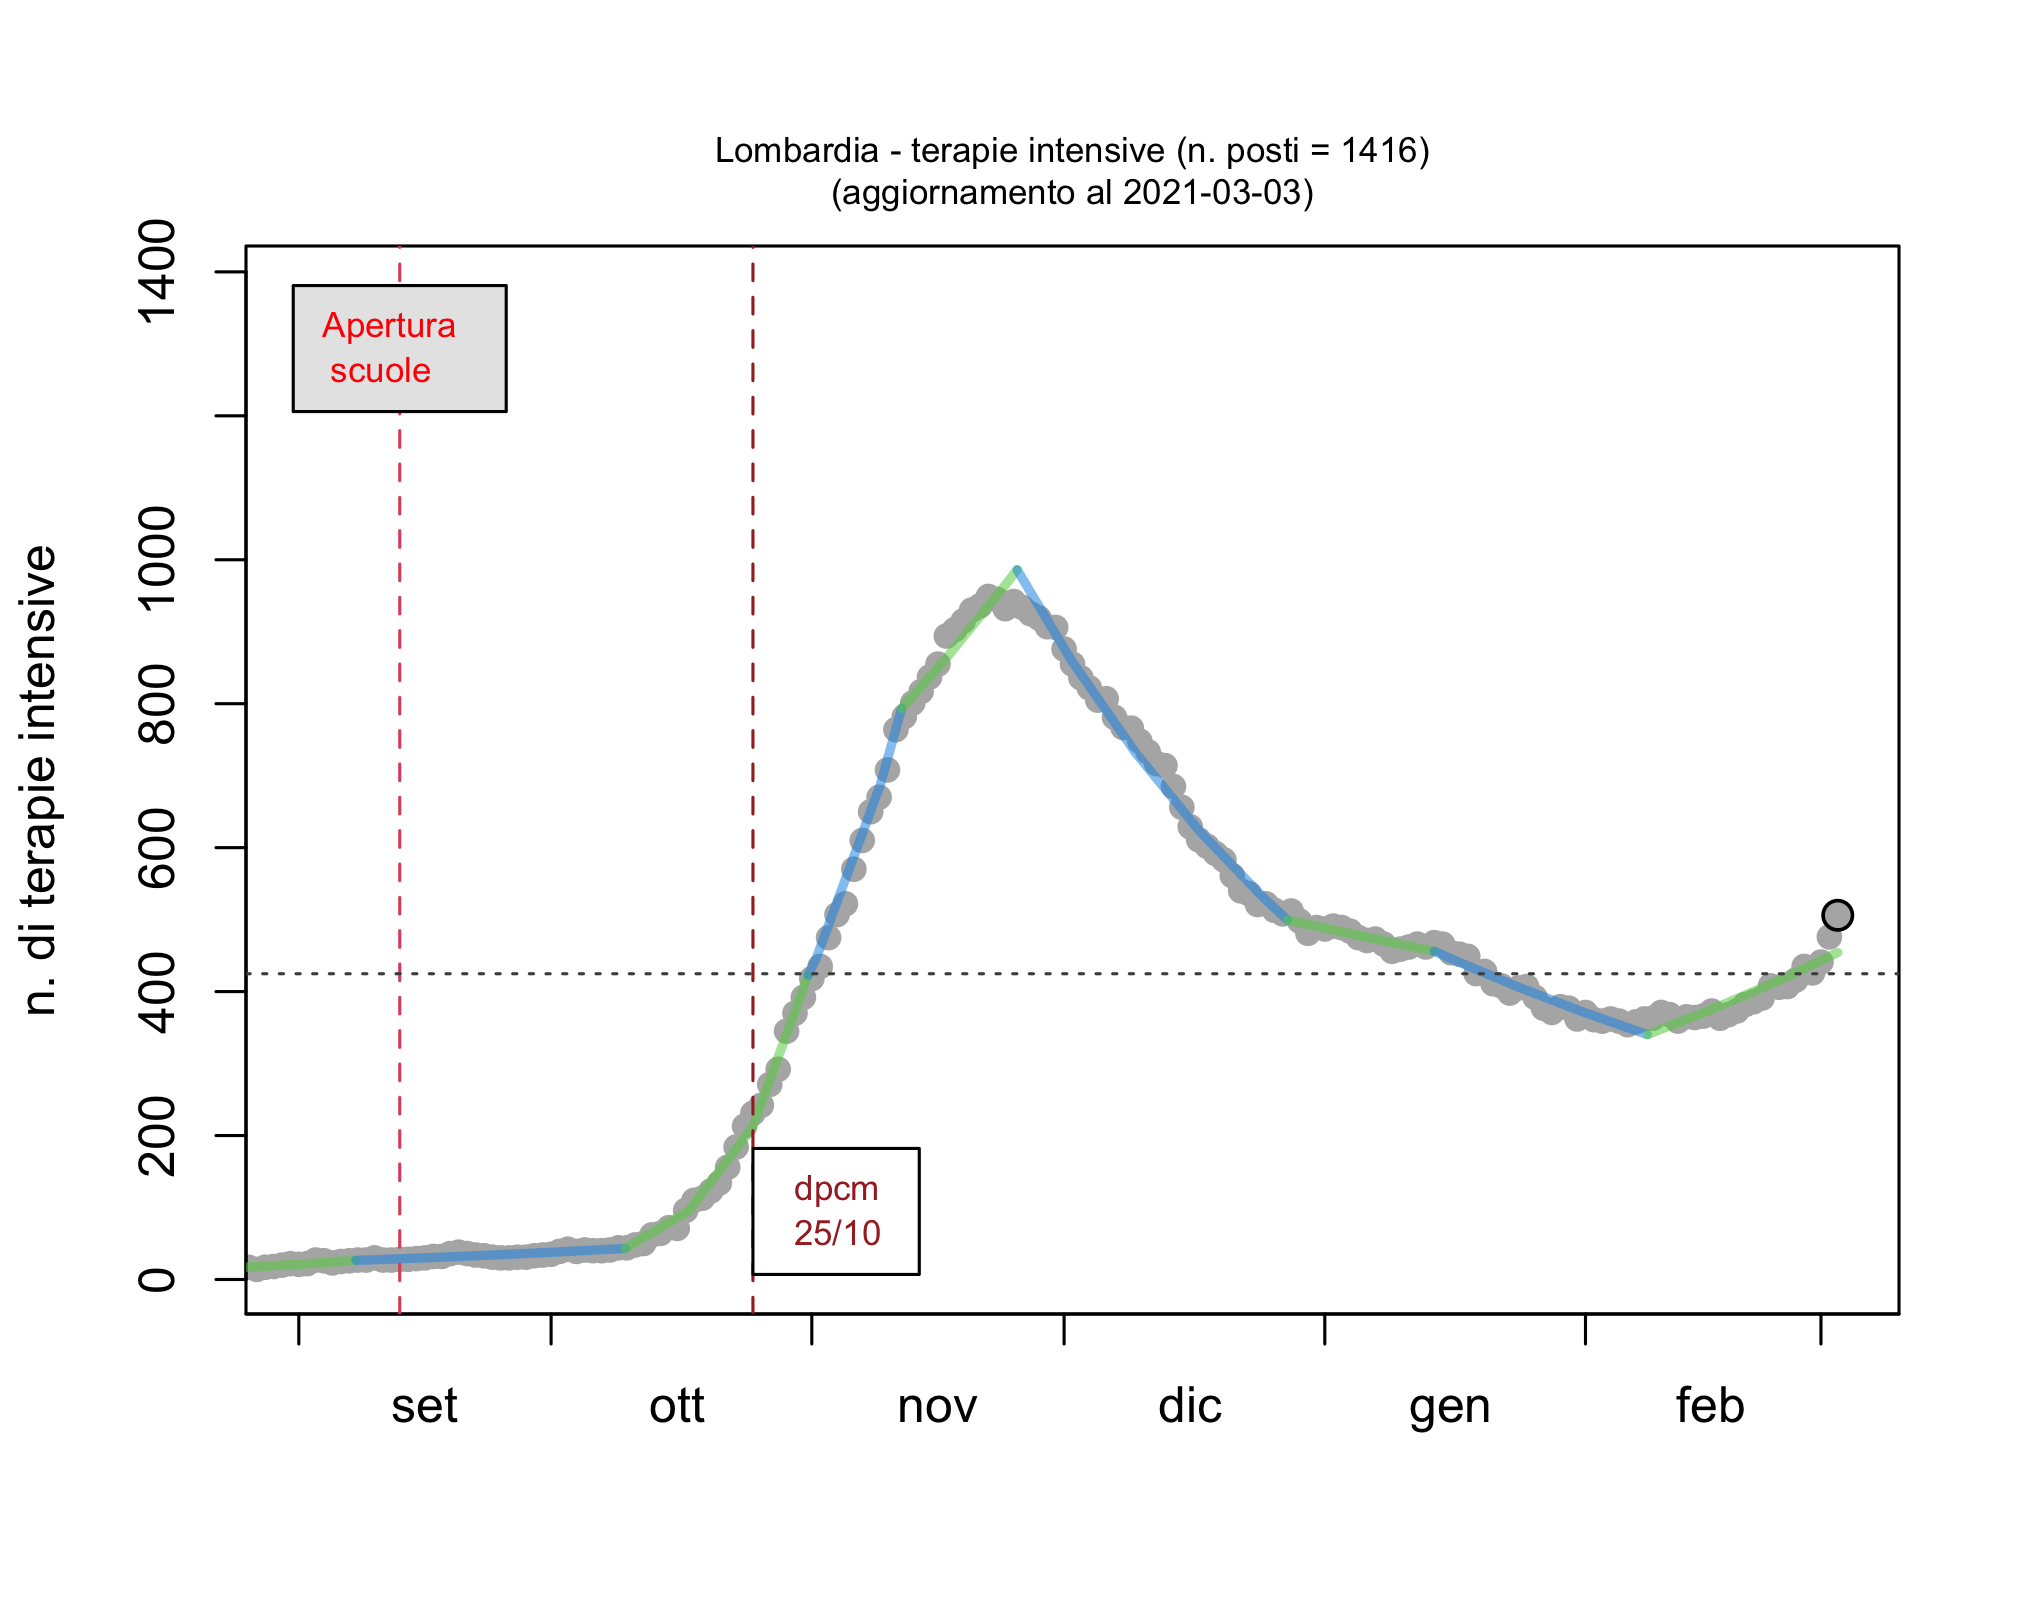 Lombardia - terapie intensive (n. posti = 1416)
(aggiornamento al 2021-03-03)
n. di terapie intensive
1400
1000
800
600
400
200
0
Apertura
scuole
dpcm
25/10
set
ott
nov
dic
gen
feb